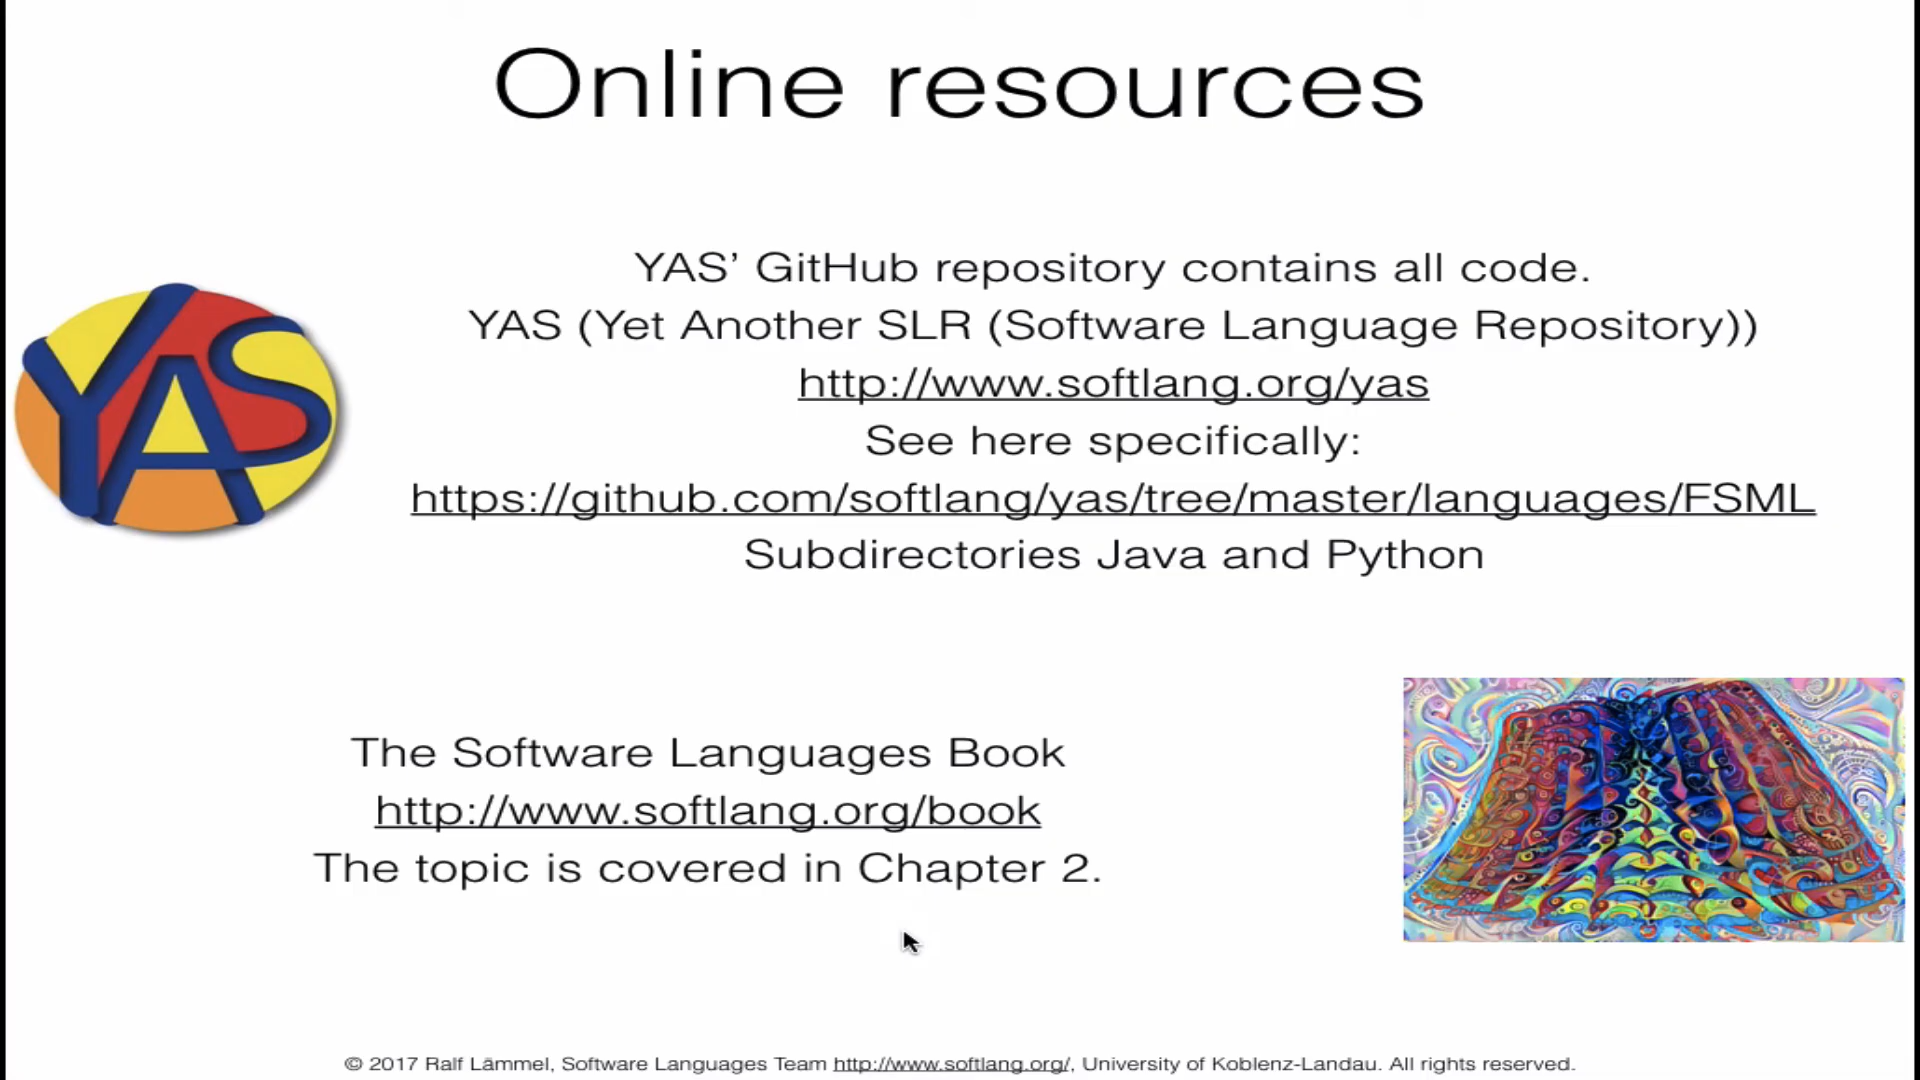 Online resources
YAS
YAS’ GitHub repository contains all code.
YAS (Yet Another SLR (Software Language Repository))
http://www.softlang.org/yas
See here specifically:
https://github.com/softlang/yas/tree/master/languages/FSML
Subdirectories Java and Python
The Software Languages Book
http://www.softlang.org/book
The topic is covered in Chapter 2.
© 2017 Ralf Lämmel, Software Languages Team http://www.softlang.org/, University of Koblenz-Landau. All rights reserved.